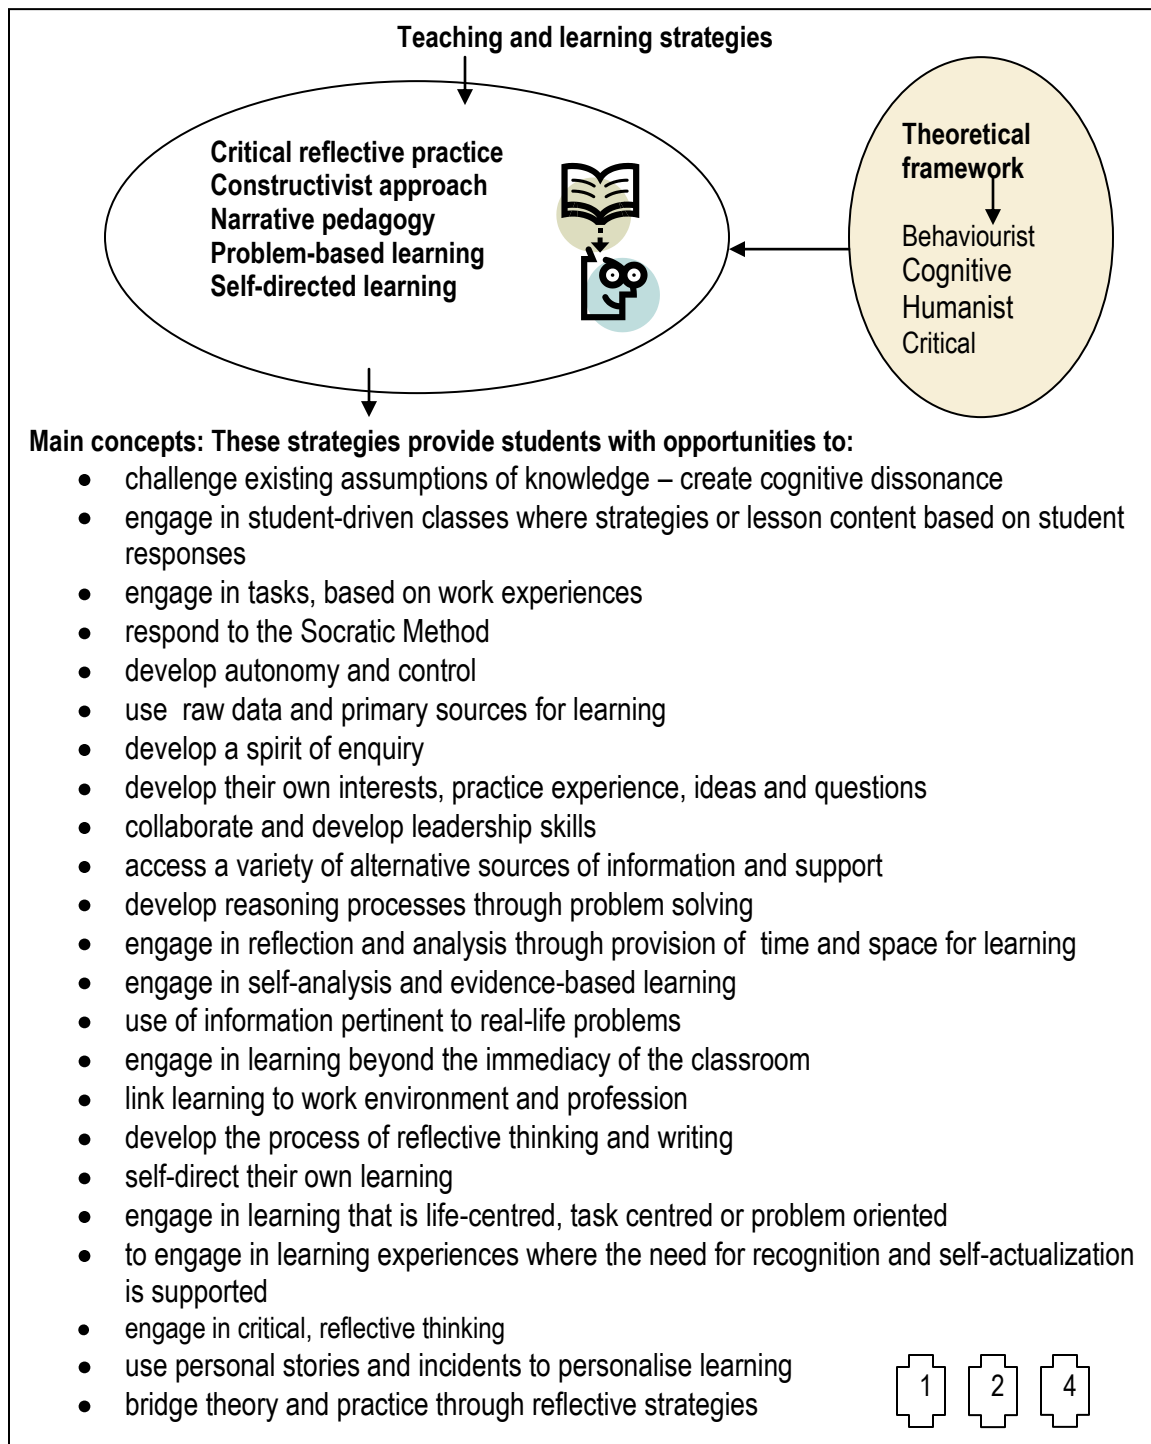 Teaching and learning strategies
Critical reflective practice
Constructivist approach
Narrative pedagogy
Problem-based learning
Self-directed learning
Theoretical
framework
Behaviourist
Cognitive
Humanist
Critical
Main concepts: These strategies provide students with opportunities to:
● challenge existing assumptions of knowledge – create cognitive dissonance
● engage in student-driven classes where strategies or lesson content based on student
responses
● engage in tasks, based on work experiences
● respond to the Socratic Method
● develop autonomy and control
● use raw data and primary sources for learning
● develop a spirit of enquiry
● develop their own interests, practice experience, ideas and questions
● collaborate and develop leadership skills
● access a variety of alternative sources of information and support
● develop reasoning processes through problem solving
● engage in reflection and analysis through provision of time and space for learning
● engage in self-analysis and evidence-based learning
● use of information pertinent to real-life problems
● engage in learning beyond the immediacy of the classroom
● link learning to work environment and profession
● develop the process of reflective thinking and writing
● self-direct their own learning
● engage in learning that is life-centred, task centred or problem oriented
● to engage in learning experiences where the need for recognition and self-actualization
is supported
● engage in critical, reflective thinking
● use personal stories and incidents to personalise learning
● bridge theory and practice through reflective strategies
1 2 4